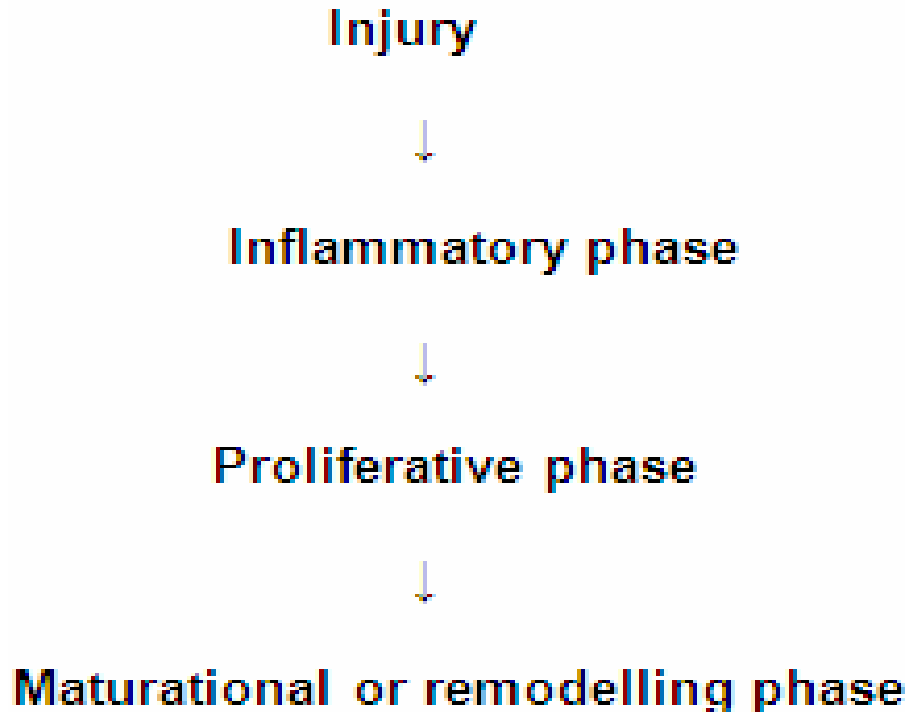 Injury
↓
Inflammatory phase
↓
Proliferative phase
↓
Maturational or remodelling phase